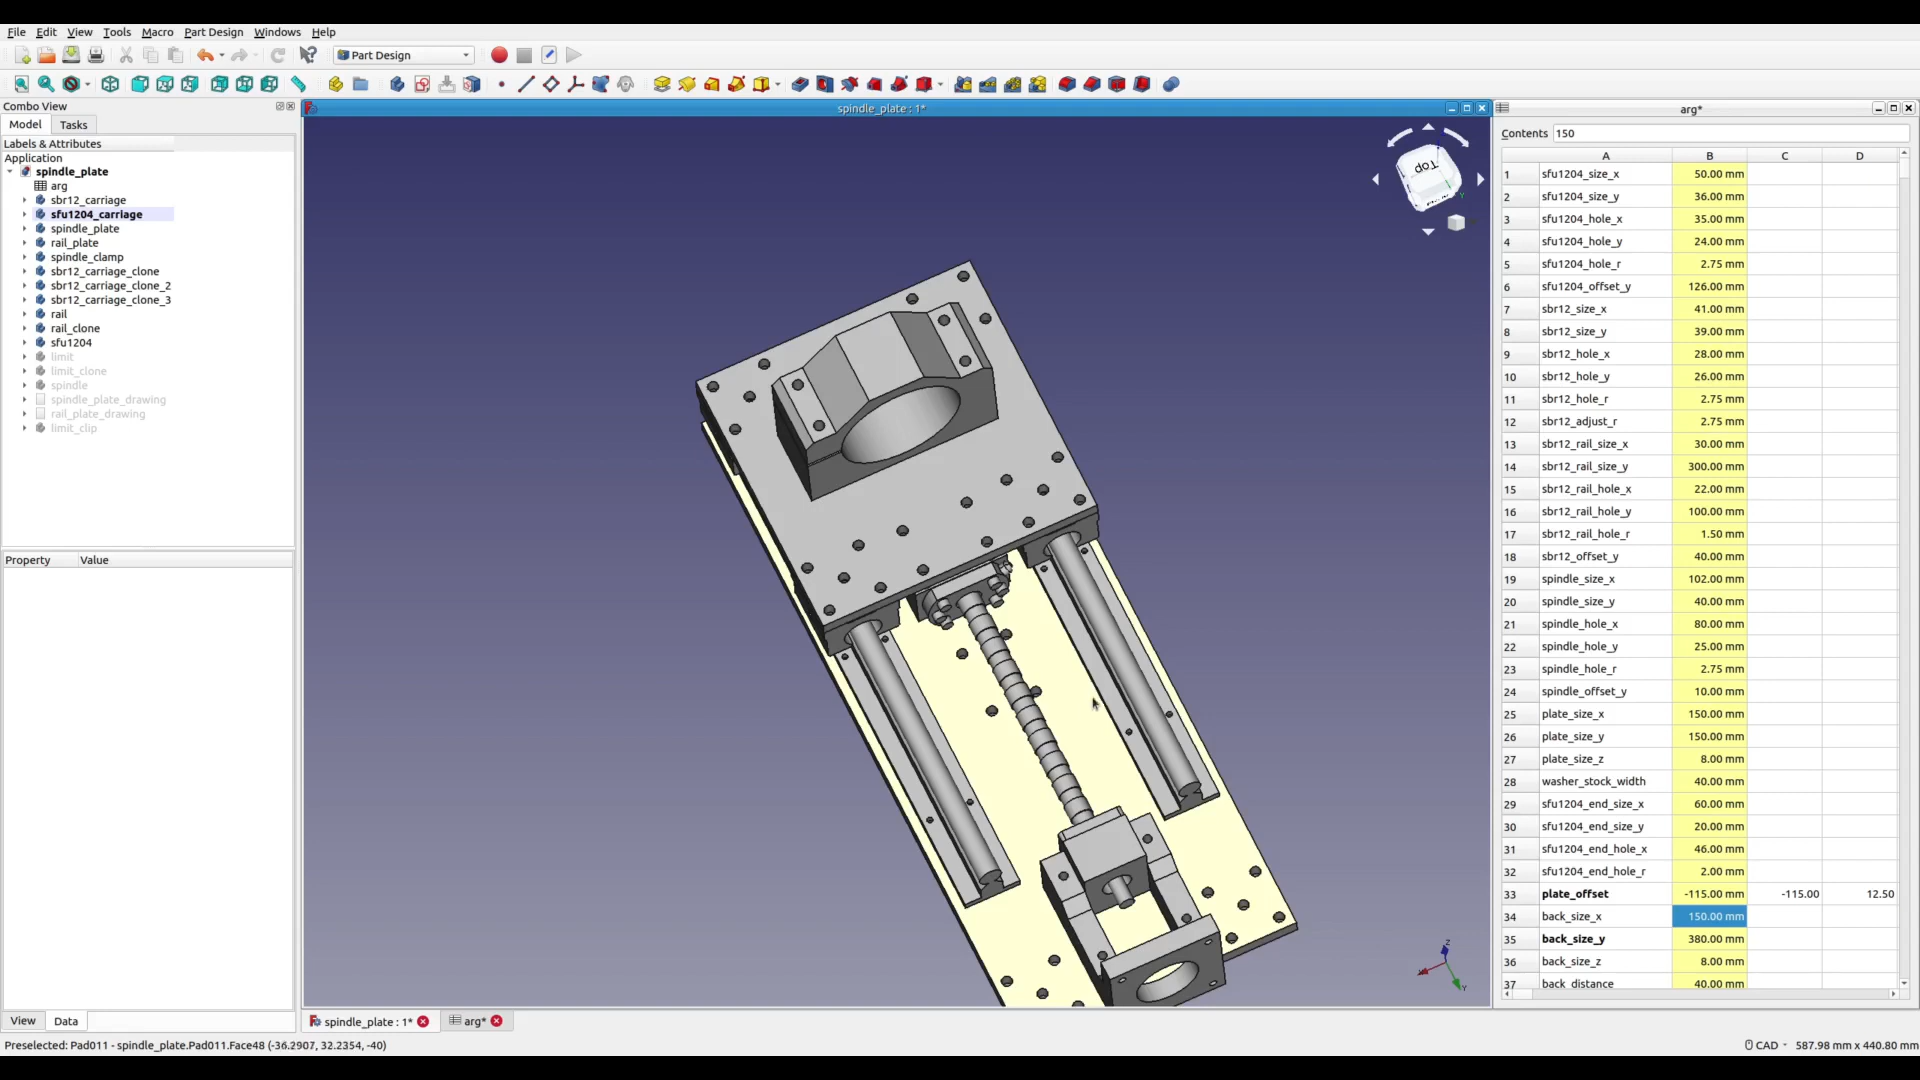 File Edit View Tools Macro Part Design Windows Help
Part Design
Combo View
spindle_plate : 1*
arg*
Model Tasks
Contents 150
Labels & Attributes
Application
spindle_plate
arg
sbr12_carriage
sfu1204_carriage
spindle_plate
rail_plate
spindle_clamp
sbr12_carriage_clone
sbr12_carriage_clone_2
sbr12_carriage_clone_3
rail
rail_clone
sfu1204
limit
limit_clone
spindle
spindle_plate_drawing
rail_plate_drawing
limit_clip
Property Value
View Data
Top
Z
Y
A B C D
1 sfu1204_size_x 50.00 mm
2 sfu1204_size_y 36.00 mm
3 sfu1204_hole_x 35.00 mm
4 sfu1204_hole_y 24.00 mm
5 sfu1204_hole_r 2.75 mm
6 sfu1204_offset_y 126.00 mm
7 sbr12_size_x 41.00 mm
8 sbr12_size_y 39.00 mm
9 sbr12_hole_x 28.00 mm
10 sbr12_hole_y 26.00 mm
11 sbr12_hole_r 2.75 mm
12 sbr12_adjust_r 2.75 mm
13 sbr12_rail_size_x 30.00 mm
14 sbr12_rail_size_y 300.00 mm
15 sbr12_rail_hole_x 22.00 mm
16 sbr12_rail_hole_y 100.00 mm
17 sbr12_rail_hole_r 1.50 mm
18 sbr12_offset_y 40.00 mm
19 spindle_size_x 102.00 mm
20 spindle_size_y 40.00 mm
21 spindle_hole_x 80.00 mm
22 spindle_hole_y 25.00 mm
23 spindle_hole_r 2.75 mm
24 spindle_offset_y 10.00 mm
25 plate_size_x 150.00 mm
26 plate_size_y 150.00 mm
27 plate_size_z 8.00 mm
28 washer_stock_width 40.00 mm
29 sfu1204_end_size_x 60.00 mm
30 sfu1204_end_size_y 20.00 mm
31 sfu1204_end_hole_x 46.00 mm
32 sfu1204_end_hole_r 2.00 mm
33 plate_offset -115.00 mm -115.00 12.50
34 back_size_x 150.00 mm
35 back_size_y 380.00 mm
36 back_size_z 8.00 mm
37 back_distance 40.00 mm
spindle_plate : 1* arg*
Preselected: Pad011 - spindle_plate.Pad011.Face48 (-36.2907, 32.2354, -40)
CAD 587.98 mm x 440.80 mm